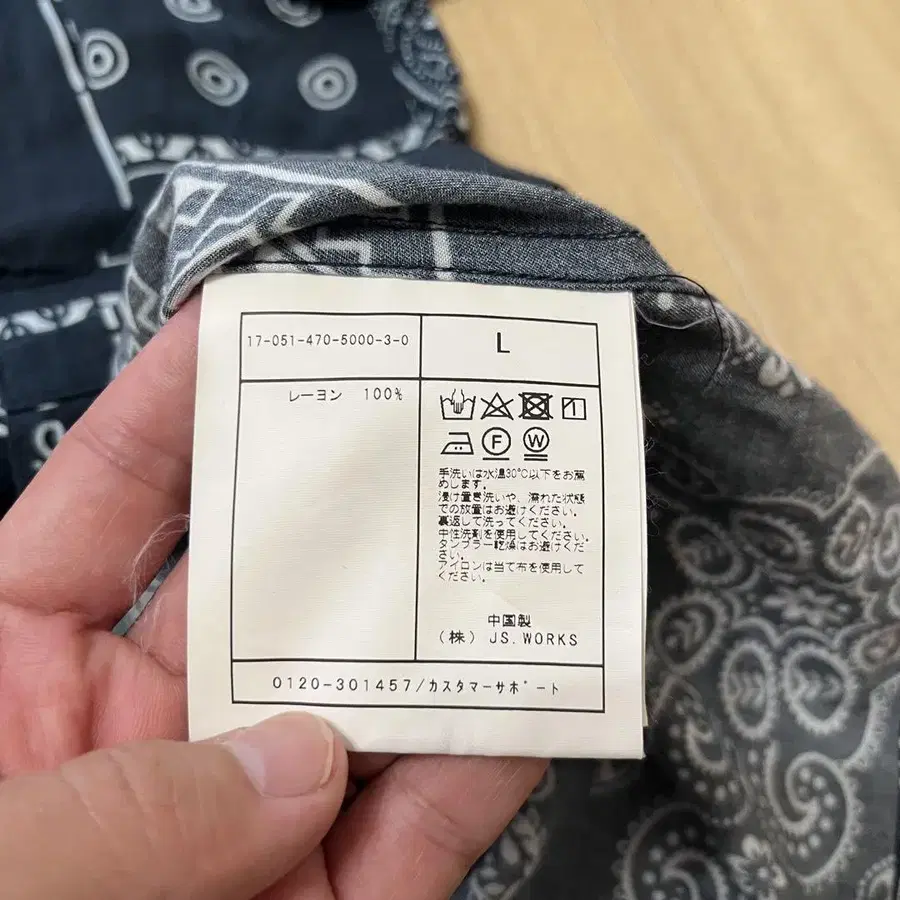 17-051-470-5000-3-0
L
レーヨン 100%
F
W
手洗いは水温30℃以下をお薦
めします。
浸け置き洗いや、濡れた状態
での放置はお避けください。
裏返して洗ってください。
中性洗剤を使用してください。
タンブラー乾燥はお避けくだ
さい。
アイロンは当て布を使用して
ください。
中国製
(株) JS.WORKS
0120-301457/カスタマーサポート